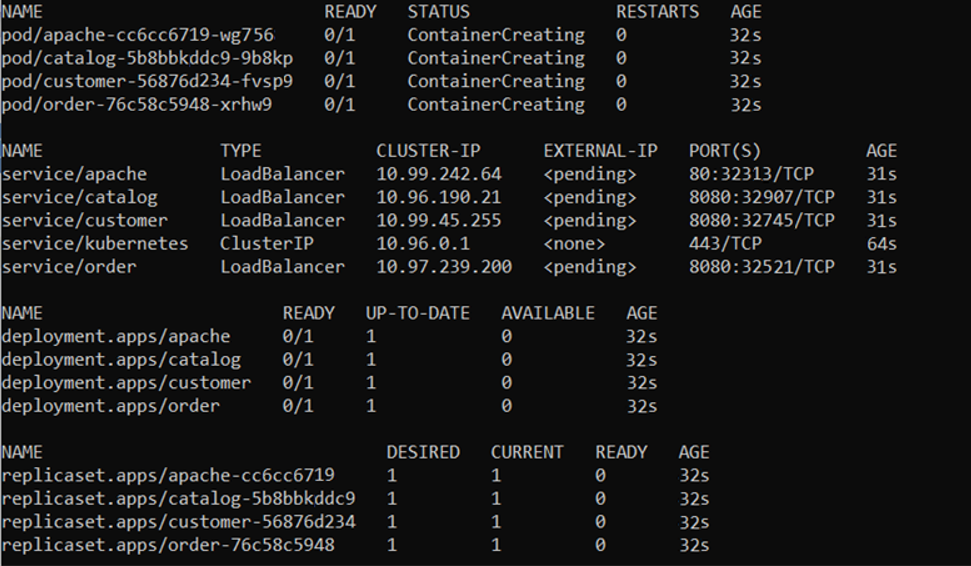 NAME READY STATUS RESTARTS AGE
pod/apache-cc6cc6719-wg756 0/1 ContainerCreating 0 32s
pod/catalog-5b8bbkddc9-9b8kp 0/1 ContainerCreating 0 32s
pod/customer-56876d234-fvsp9 0/1 ContainerCreating 0 32s
pod/order-76c58c5948-xrhw9 0/1 ContainerCreating 0 32s
NAME TYPE CLUSTER-IP EXTERNAL-IP PORT(S) AGE
service/apache LoadBalancer 10.99.242.64 <pending> 80:32313/TCP 31s
service/catalog LoadBalancer 10.96.190.21 <pending> 8080:32907/TCP 31s
service/customer LoadBalancer 10.99.45.255 <pending> 8080:32745/TCP 31s
service/kubernetes ClusterIP 10.96.0.1 <none> 443/TCP 64s
service/order LoadBalancer 10.97.239.200 <pending> 8080:32521/TCP 31s
NAME READY UP-TO-DATE AVAILABLE AGE
deployment.apps/apache 0/1 1 0 32s
deployment.apps/catalog 0/1 1 0 32s
deployment.apps/customer 0/1 1 0 32s
deployment.apps/order 0/1 1 0 32s
NAME DESIRED CURRENT READY AGE
replicaset.apps/apache-cc6cc6719 1 1 0 32s
replicaset.apps/catalog-5b8bbkddc9 1 1 0 32s
replicaset.apps/customer-56876d234 1 1 0 32s
replicaset.apps/order-76c58c5948 1 1 0 32s